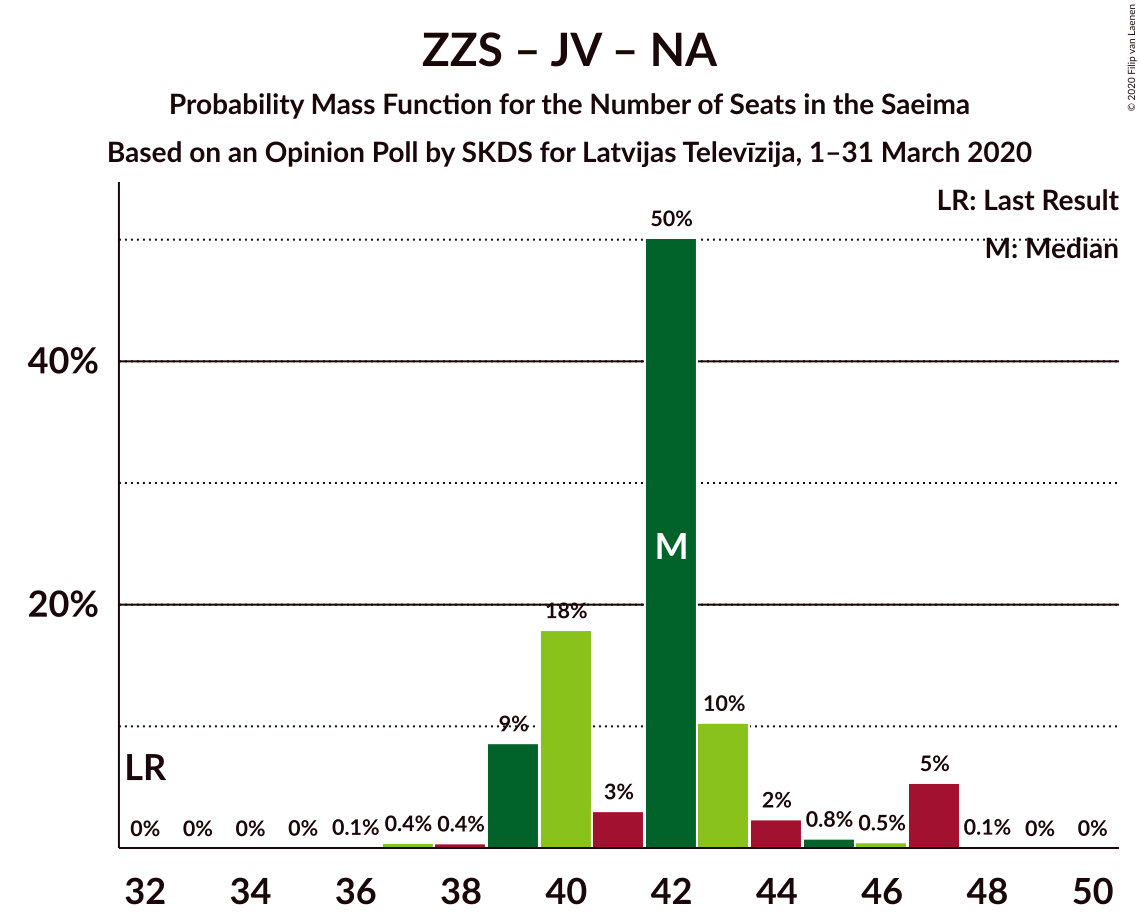 ZZS – JV – NA
Probability Mass Function for the Number of Seats in the Saeima
Based on an Opinion Poll by SKDS for Latvijas Televīzija, 1–31 March 2020
© 2020 Filip van Laenen
LR: Last Result
M: Median
50%
40%
M
20%
18%
10%
9%
LR
5%
3%
2%
0%
0%
0%
0%
0.1%
0.4%
0.4%
0.8%
0.5%
0.1%
0%
0%
32 34 36 38 40 42 44 46 48 50